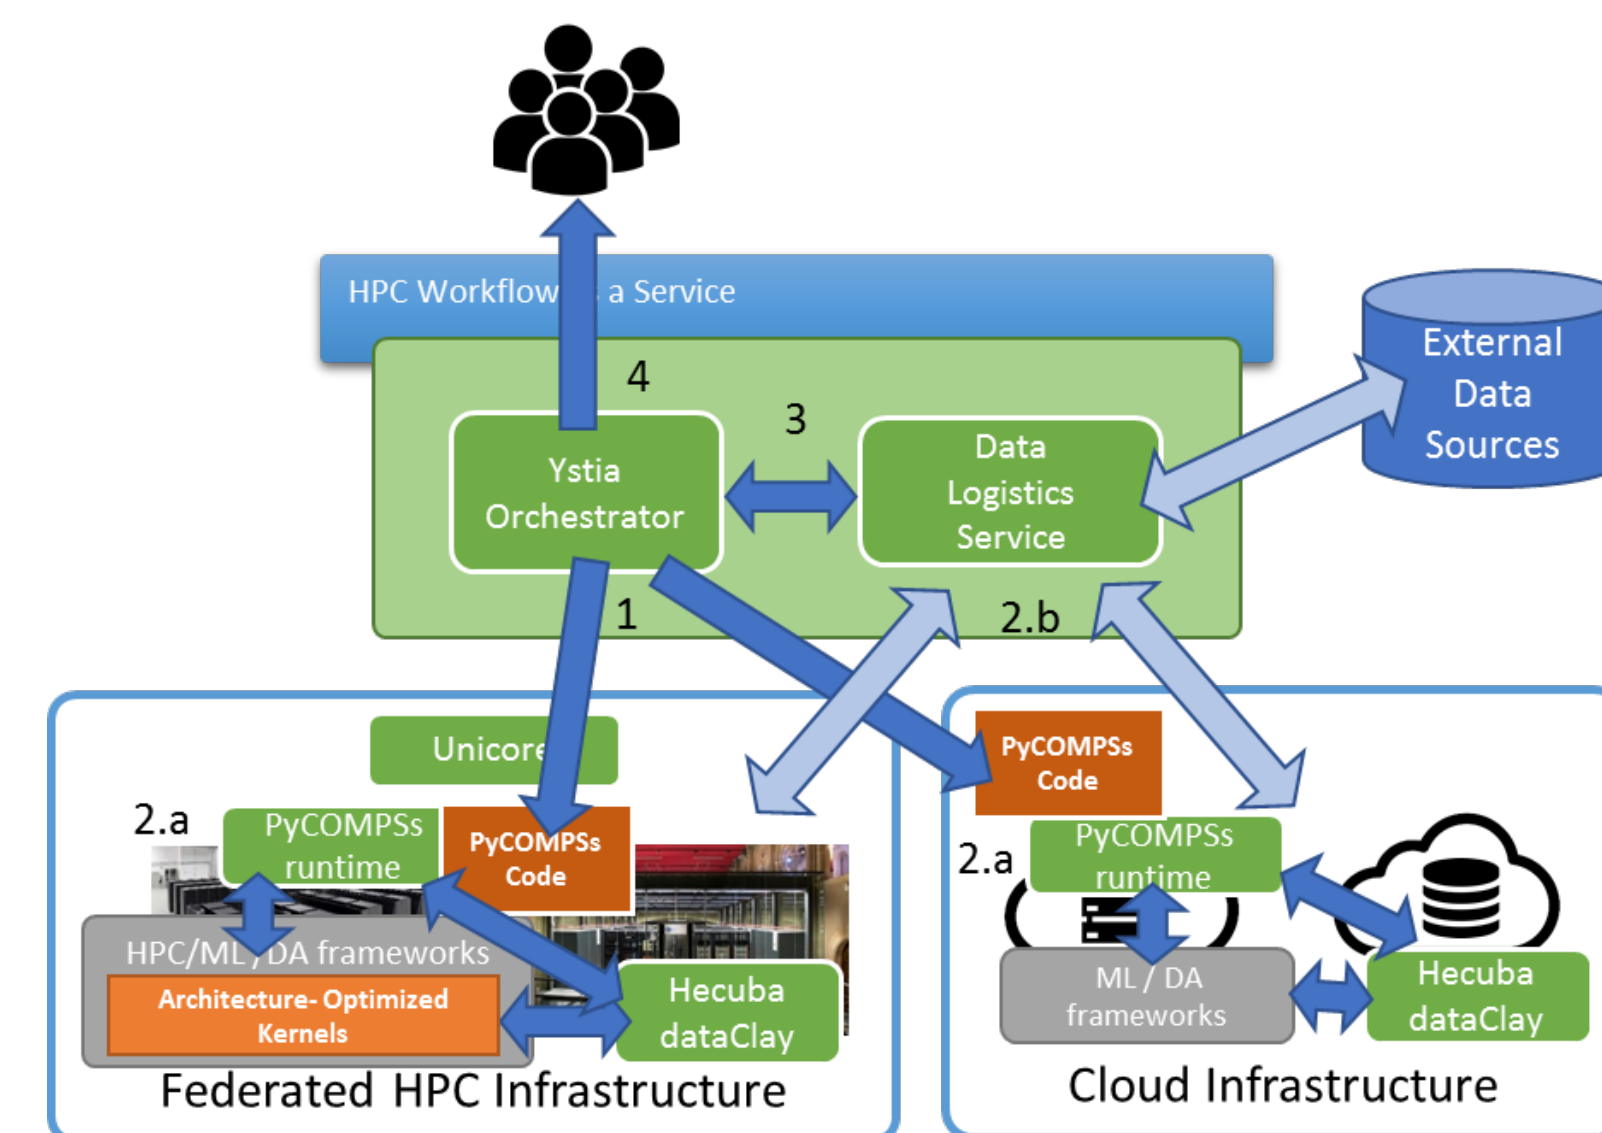 HPC Workflow a Service
4
3
Ystia
Orchestrator
Data
Logistics
Service
External
Data
Sources
1
2.b
Unicore
2.a
PyCOMPSs
runtime
PyCOMPSs
Code
HPC/ML/DA frameworks
Architecture- Optimized
Kernels
Hecuba
dataClay
Federated HPC Infrastructure
PyCOMPSs
Code
2.a
PyCOMPSs
runtime
ML / DA
frameworks
Hecuba
dataClay
Cloud Infrastructure